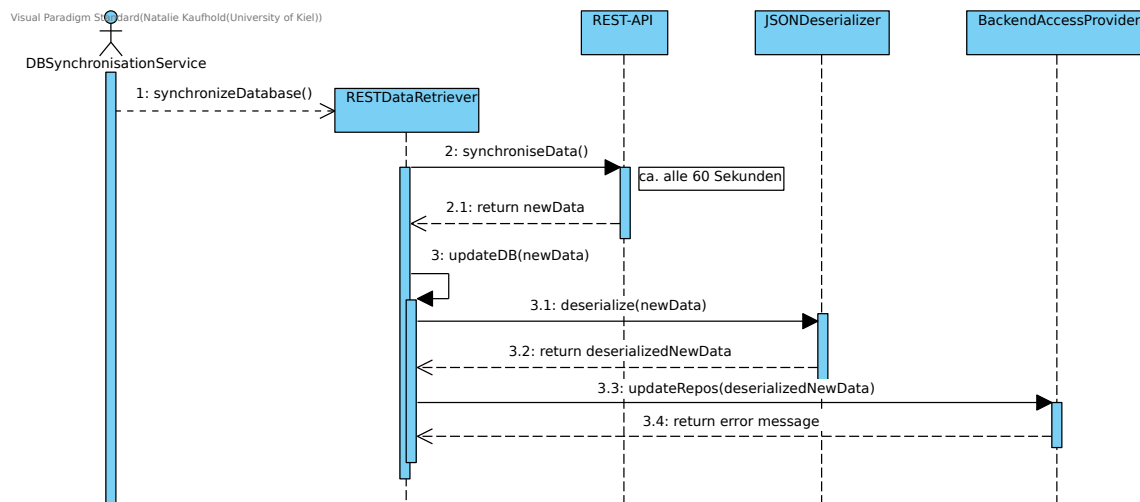 Visual Paradigm Standard(Natalie Kaufhold(University of Kiel))
REST-API
JSONDeserializer
BackendAccessProvider
DBSynchronisationService
1: synchronizeDatabase()
RESTDataRetriever
2: synchroniseData()
ca. alle 60 Sekunden
2.1: return newData
3: updateDB(newData)
3.1: deserialize(newData)
3.2: return deserializedNewData
3.3: updateRepos(deserializedNewData)
3.4: return error message